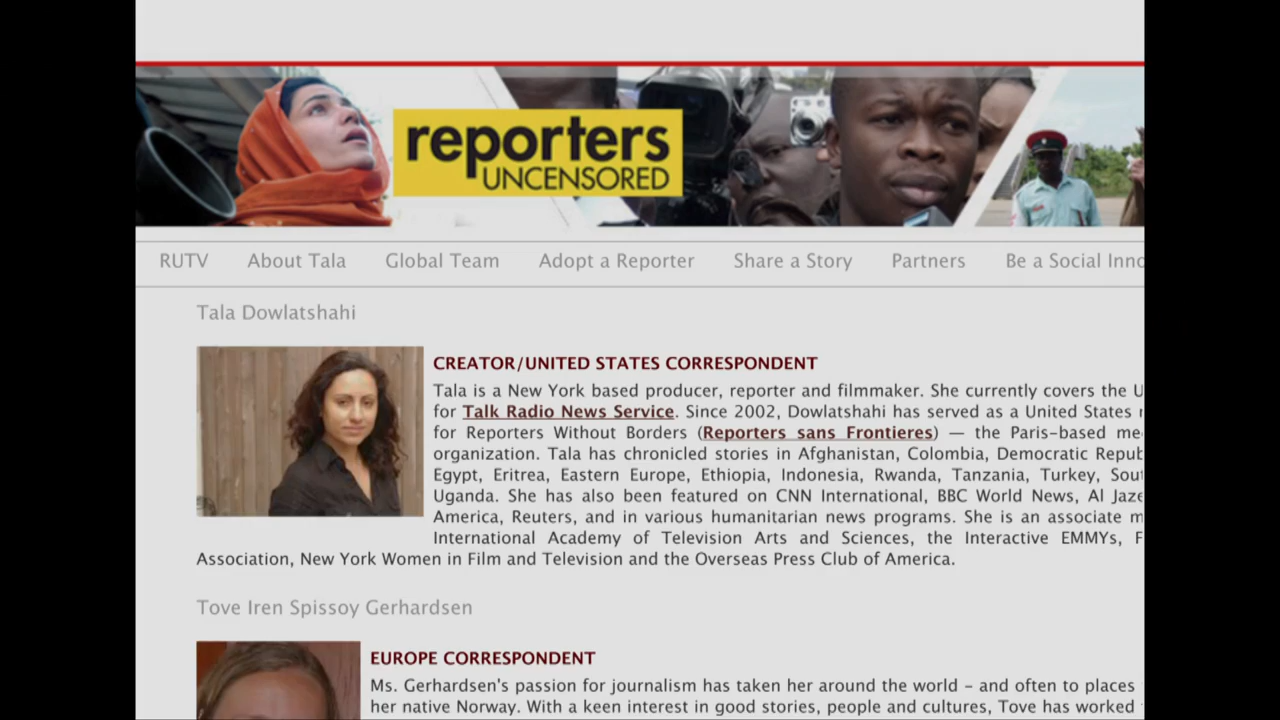 reporters
UNCENSORED
RUTV About Tala Global Team Adopt a Reporter Share a Story Partners Be a Social
Tala Dowlatshahi
CREATOR/UNITED STATES CORRESPONDENT
Tala is a New York based producer, reporter and filmmaker. She currently covers the
for Talk Radio News Service. Since 2002, Dowlatshahi has served as a United States
for Reporters Without Borders (Reporters sans Frontieres) — the Paris-based
organization. Tala has chronicled stories in Afghanistan, Colombia, Democratic
Egypt, Eritrea, Eastern Europe, Ethiopia, Indonesia, Rwanda, Tanzania, Turkey,
Uganda. She has also been featured on CNN International, BBC World News, Al
America, Reuters, and in various humanitarian news programs. She is an associate
International Academy of Television Arts and Sciences, the Interactive EMMYs,
Association, New York Women in Film and Television and the Overseas Press Club of America.
Tove Iren Spissoy Gerhardsen
EUROPE CORRESPONDENT
Ms. Gerhardsen's passion for journalism has taken her around the world – and often to places
her native Norway. With a keen interest in good stories, people and cultures, Tove has worked